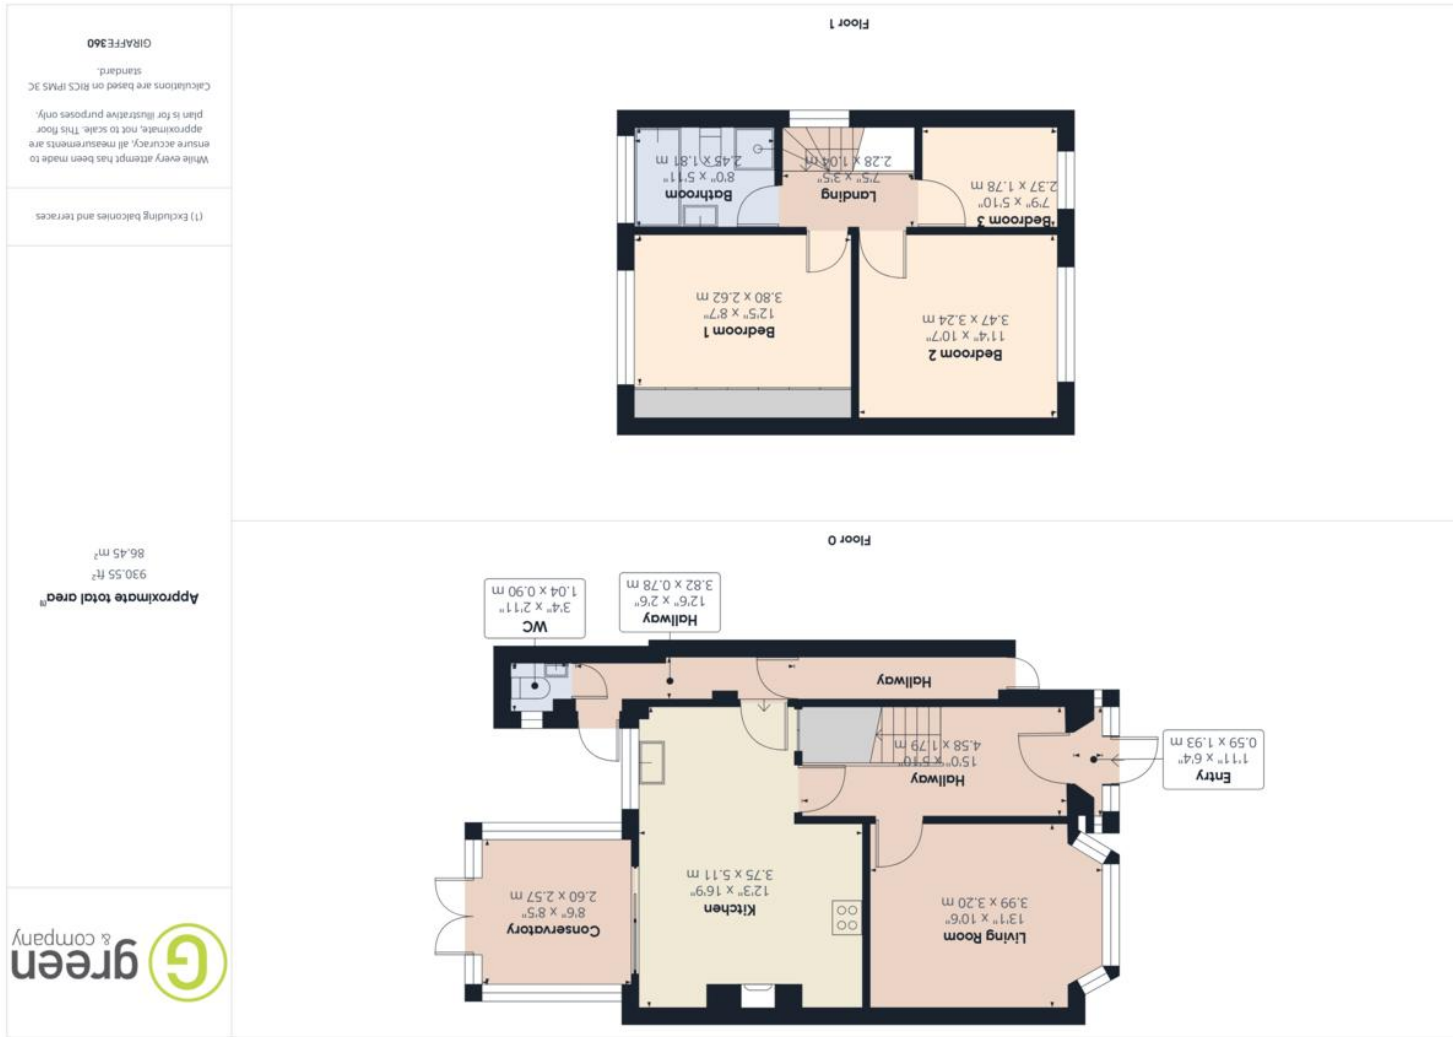 green
& company
Approximate total area(1)
930.55 ft²
86.45 m²
(1) Excluding balconies and terraces
While every attempt has been made to
ensure accuracy, all measurements are
approximate, not to scale. This floor
plan is for illustrative purposes only.
Calculations are based on RICS IPMS 3C
standard.
GIRAFFE360
Living Room
13'1" x 10'6"
3.99 x 3.20 m
Kitchen
12'3" x 16'9"
3.75 x 5.11 m
Conservatory
8'6" x 8'5"
2.60 x 2.57 m
Entry
1'11" x 6'4"
0.59 x 1.93 m
Hallway
15'0" x 5'10"
4.58 x 1.79 m
Hallway
Hallway
12'6" x 2'6"
3.82 x 0.78 m
WC
3'4" x 2'11"
1.04 x 0.90 m
Floor 0
Bedroom 2
11'4" x 10'7"
3.47 x 3.24 m
Bedroom 1
12'5" x 8'7"
3.80 x 2.62 m
Bedroom 3
7'9" x 5'10"
2.37 x 1.78 m
Landing
7'5" x 3'5"
2.28 x 1.04 m
Bathroom
8'0" x 5'11"
2.45 x 1.81 m
Floor 1